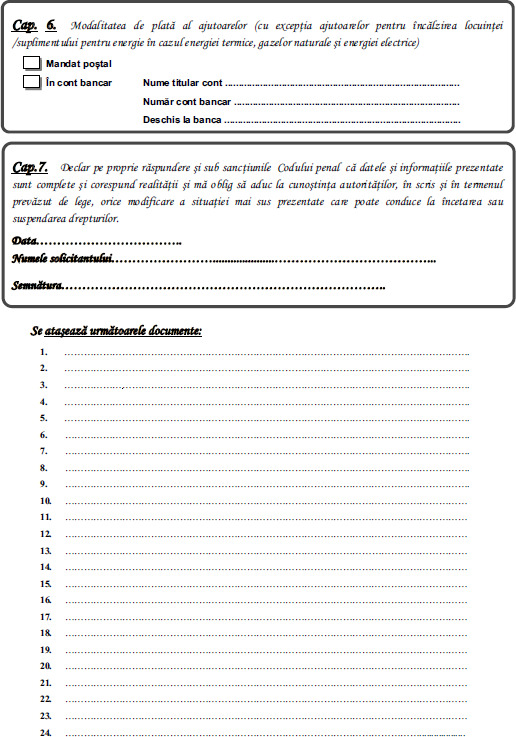 Cap. 6. Modalitatea de plată al ajutoarelor (cu excepția ajutoarelor pentru încălzirea locuinței
/suplimentului pentru energie în cazul energiei termice, gazelor naturale și energiei electrice)
Mandat poștal
În cont bancar Nume titular cont ................................................................................
Număr cont bancar ............................................................................
Deschis la banca ................................................................................
Cap.7. Declar pe proprie răspundere și sub sancțiunile Codului penal că datele și informațiile prezentate
sunt complete și corespund realității și mă oblig să aduc la cunoștința autorităților, în scris și în termenul
prevăzut de lege, orice modificare a situației mai sus prezentate care poate conduce la încetarea sau
suspendarea drepturilor.
Data…………………………….
Numele solicitantului……………………....................…………………………………..
Semnătura……………………………………………………………….
Se atașează următoarele documente:
1. ……………………………………………………………………………………….
2. ……………………………………………………………………………………….
3. ……………………………………………………………………………………….
4. ……………………………………………………………………………………….
5. ……………………………………………………………………………………….
6. ……………………………………………………………………………………….
7. ……………………………………………………………………………………….
8. ……………………………………………………………………………………….
9. ……………………………………………………………………………………….
10. ………………………………………………………………………………………
11. ………………………………………………………………………………………
12. ………………………………………………………………………………………
13. ………………………………………………………………………………………
14. ………………………………………………………………………………………
15. ………………………………………………………………………………………
16. ………………………………………………………………………………………
17. ………………………………………………………………………………………
18. ………………………………………………………………………………………
19. ………………………………………………………………………………………
20. ………………………………………………………………………………………
21. ………………………………………………………………………………………
22. ………………………………………………………………………………………
23. ………………………………………………………………………………………
24. ………………………………………………………………………………………